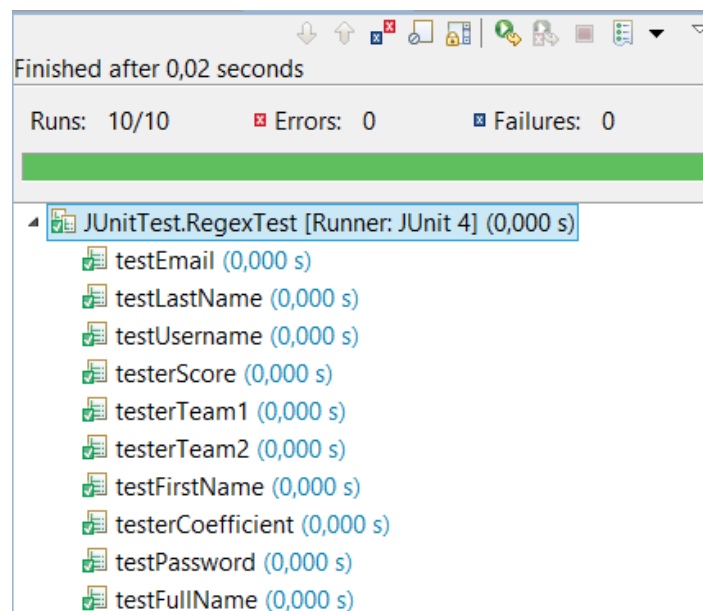 Finished after 0,02 seconds
Runs: 10/10 Errors: 0 Failures: 0
JUnitTest.RegexTest [Runner: JUnit 4] (0,000 s)
testEmail (0,000 s)
testLastName (0,000 s)
testUsername (0,000 s)
testerScore (0,000 s)
testerTeam1 (0,000 s)
testerTeam2 (0,000 s)
testFirstName (0,000 s)
testerCoefficient (0,000 s)
testPassword (0,000 s)
testFullName (0,000 s)